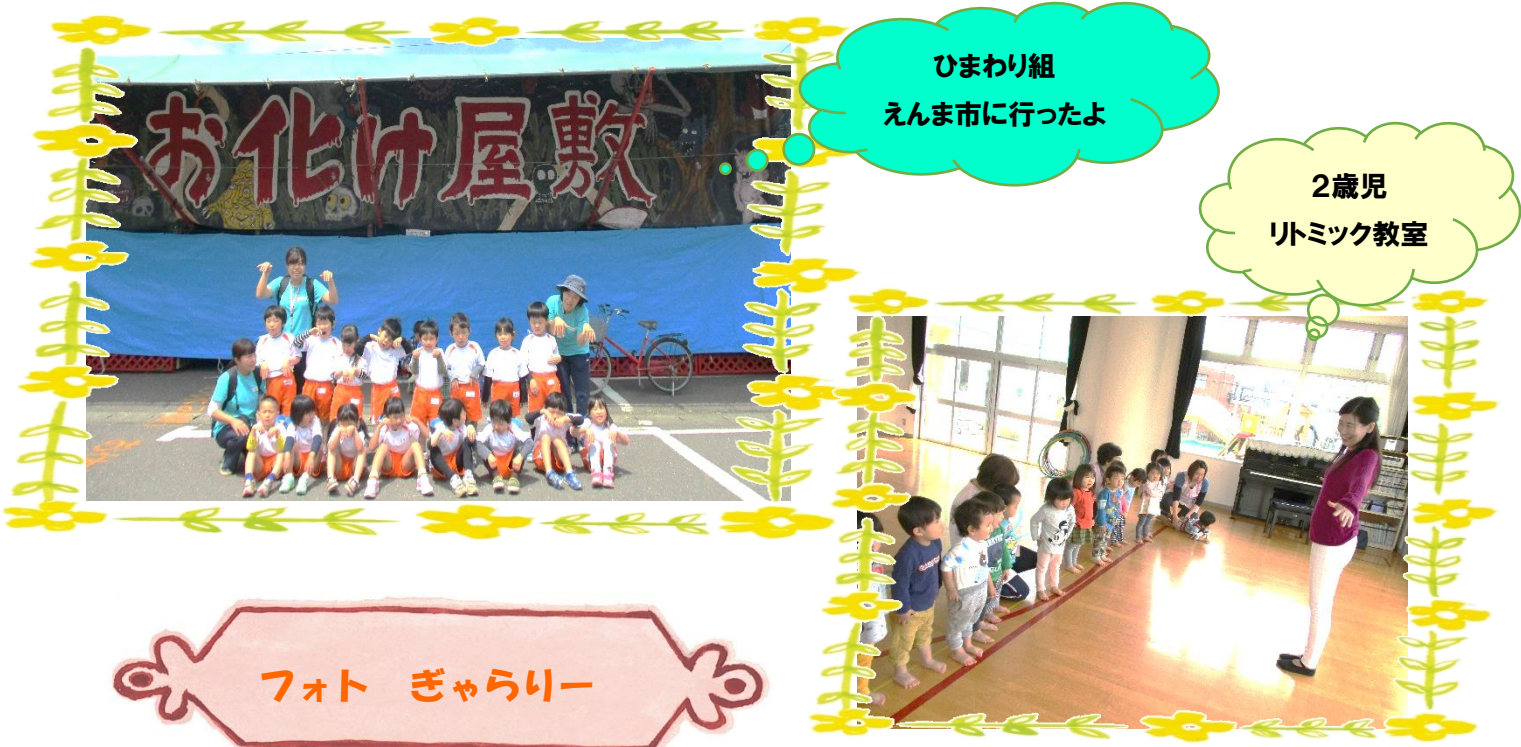 お化け屋敷
ひまわり組
えんま市に行ったよ
２歳児
リトミック教室
フォト　ぎゃらりー